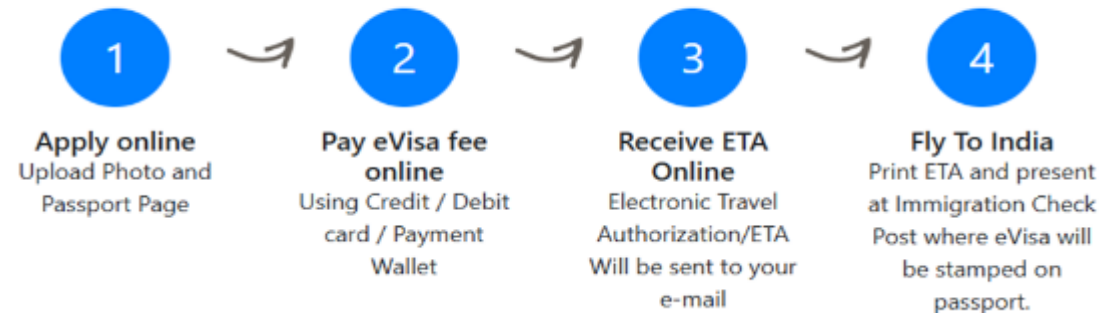 1
Apply online
Upload Photo and
Passport Page
2
Pay eVisa fee
online
Using Credit / Debit
card / Payment
Wallet
3
Receive ETA
Online
Electronic Travel
Authorization/ETA
Will be sent to your
e-mail
4
Fly To India
Print ETA and present
at Immigration Check
Post where eVisa will
be stamped on
passport.